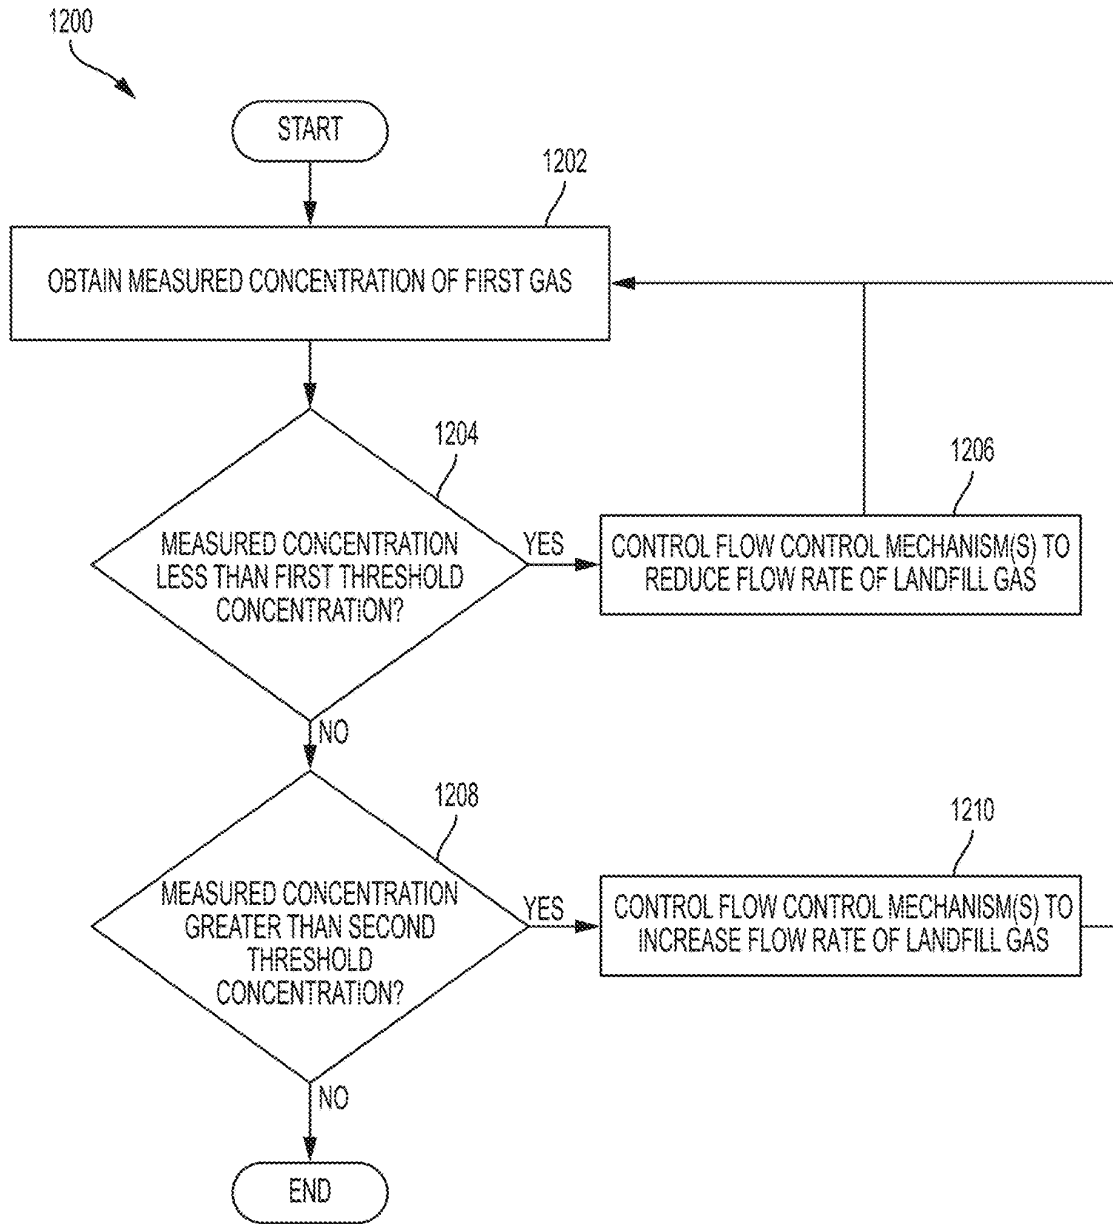 1200
START
1202
OBTAIN MEASURED CONCENTRATION OF FIRST GAS
1204
MEASURED CONCENTRATION
LESS THAN FIRST THRESHOLD
CONCENTRATION?
YES
1206
CONTROL FLOW CONTROL MECHANISM(S) TO
REDUCE FLOW RATE OF LANDFILL GAS
NO
1208
MEASURED CONCENTRATION
GREATER THAN SECOND
THRESHOLD
CONCENTRATION?
YES
1210
CONTROL FLOW CONTROL MECHANISM(S) TO
INCREASE FLOW RATE OF LANDFILL GAS
NO
END